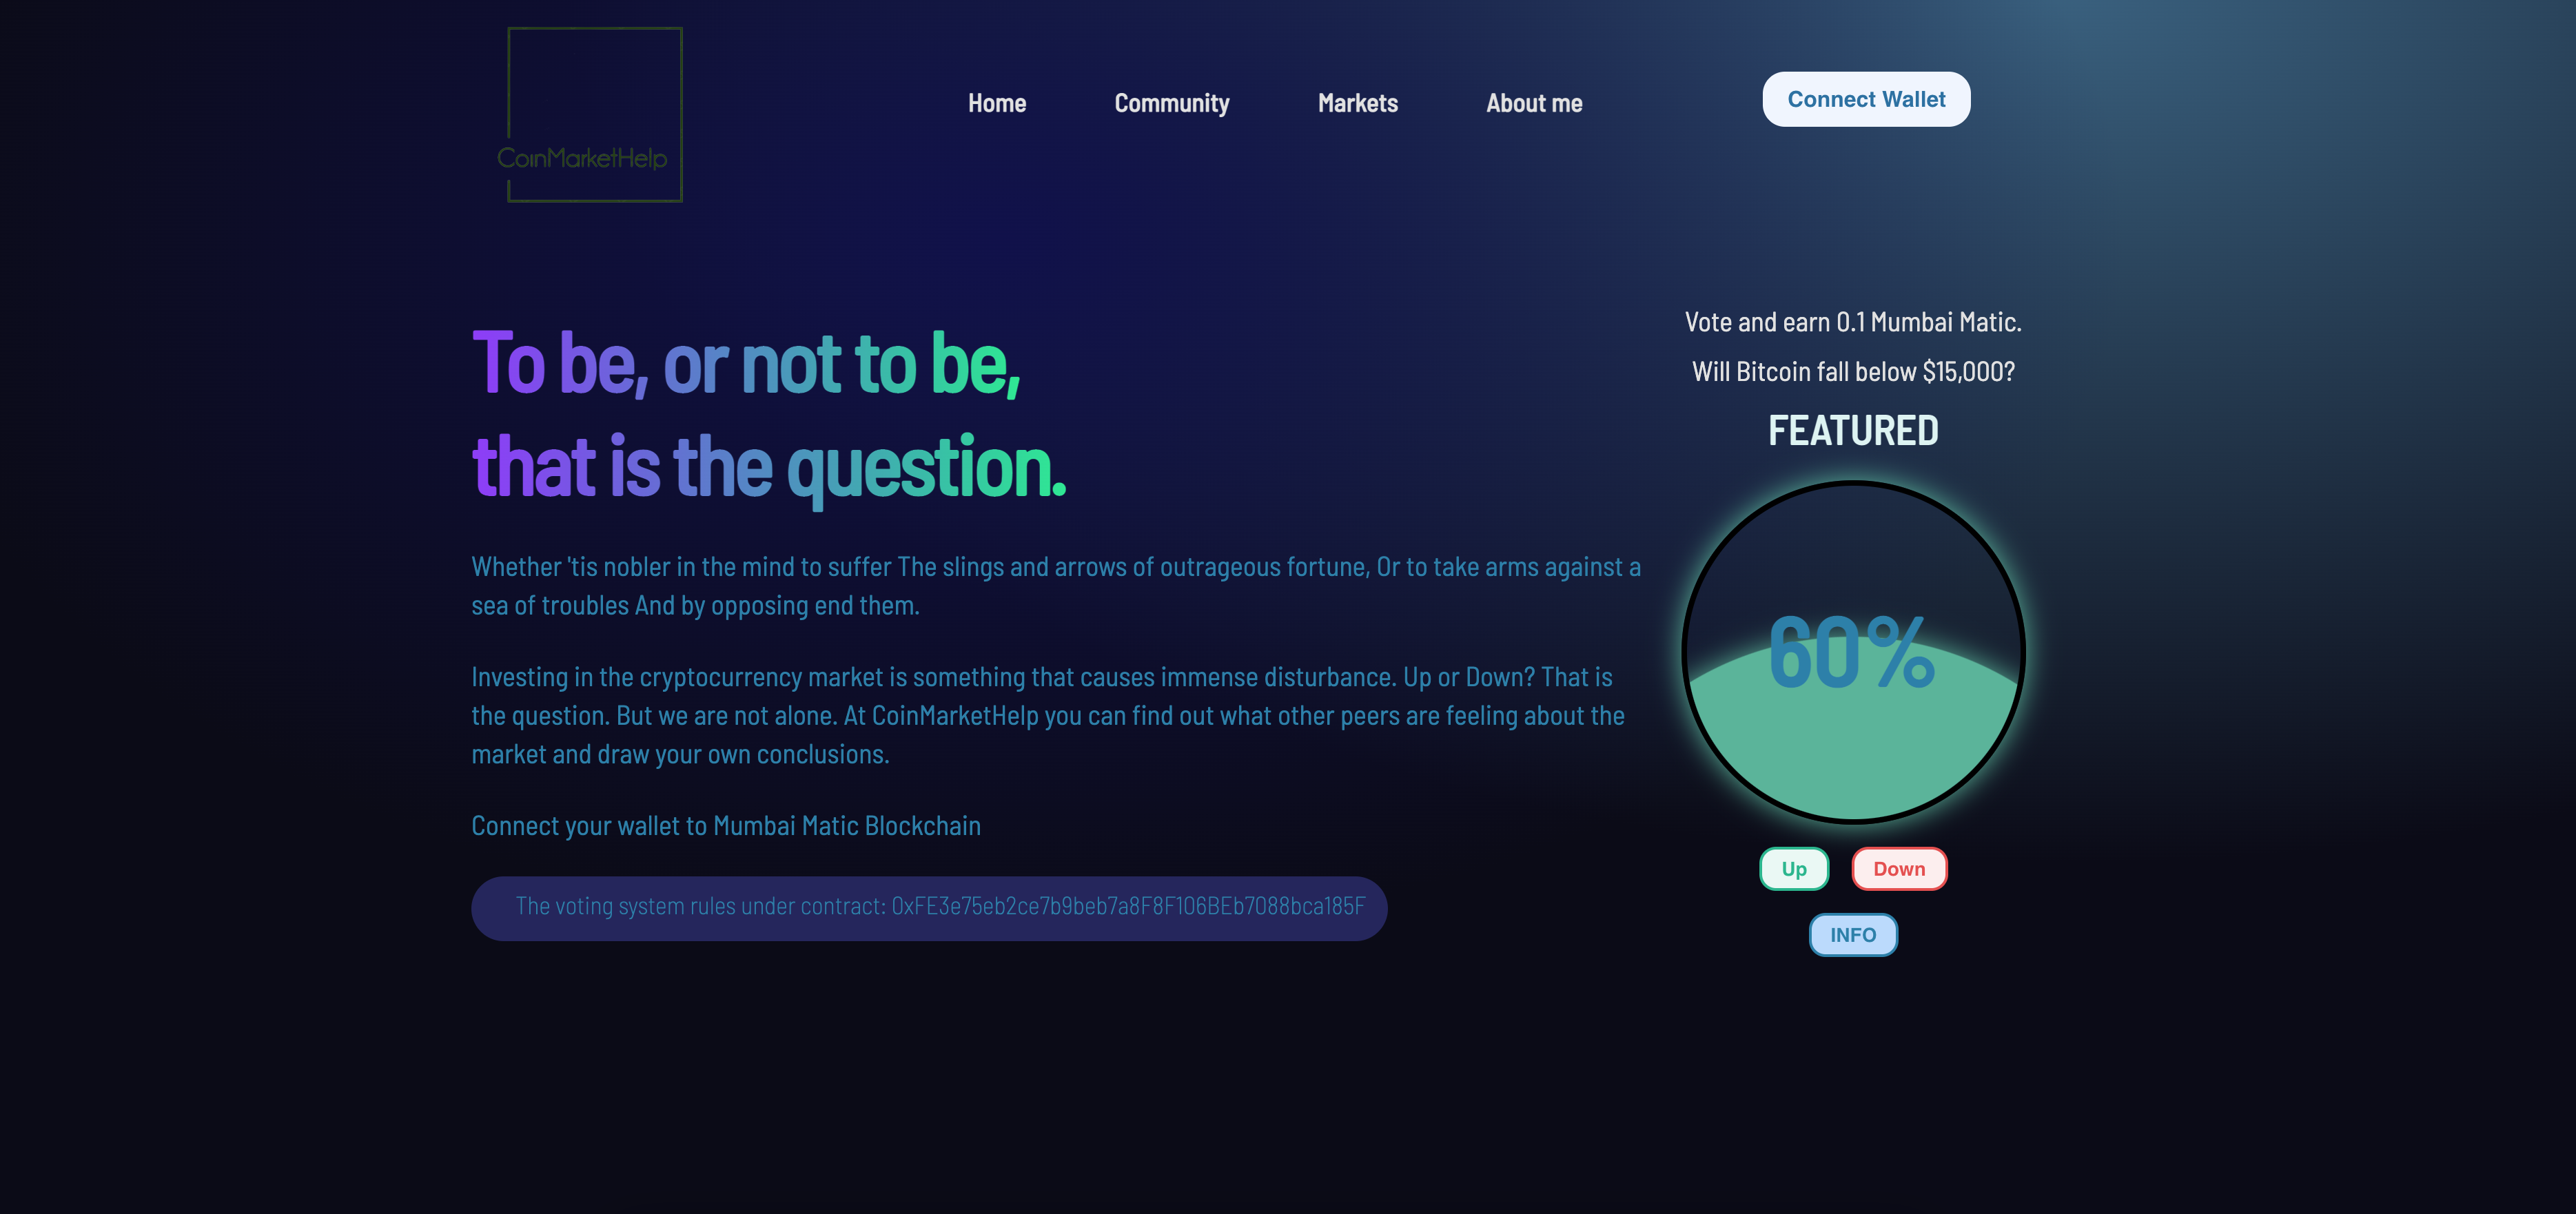 CoinMarketHelp
Home
Community
Markets
About me
Connect Wallet
To be, or not to be,
that is the question.
Whether 'tis nobler in the mind to suffer The slings and arrows of outrageous fortune, Or to take arms against a
sea of troubles And by opposing end them.
Investing in the cryptocurrency market is something that causes immense disturbance. Up or Down? That is
the question. But we are not alone. At CoinMarketHelp you can find out what other peers are feeling about the
market and draw your own conclusions.
Connect your wallet to Mumbai Matic Blockchain
The voting system rules under contract: 0xFE3e75eb2ce7b9beb7a8F8F106BEb7088bca185F
Vote and earn 0.1 Mumbai Matic.
Will Bitcoin fall below $15,000?
FEATURED
60%
Up
Down
INFO